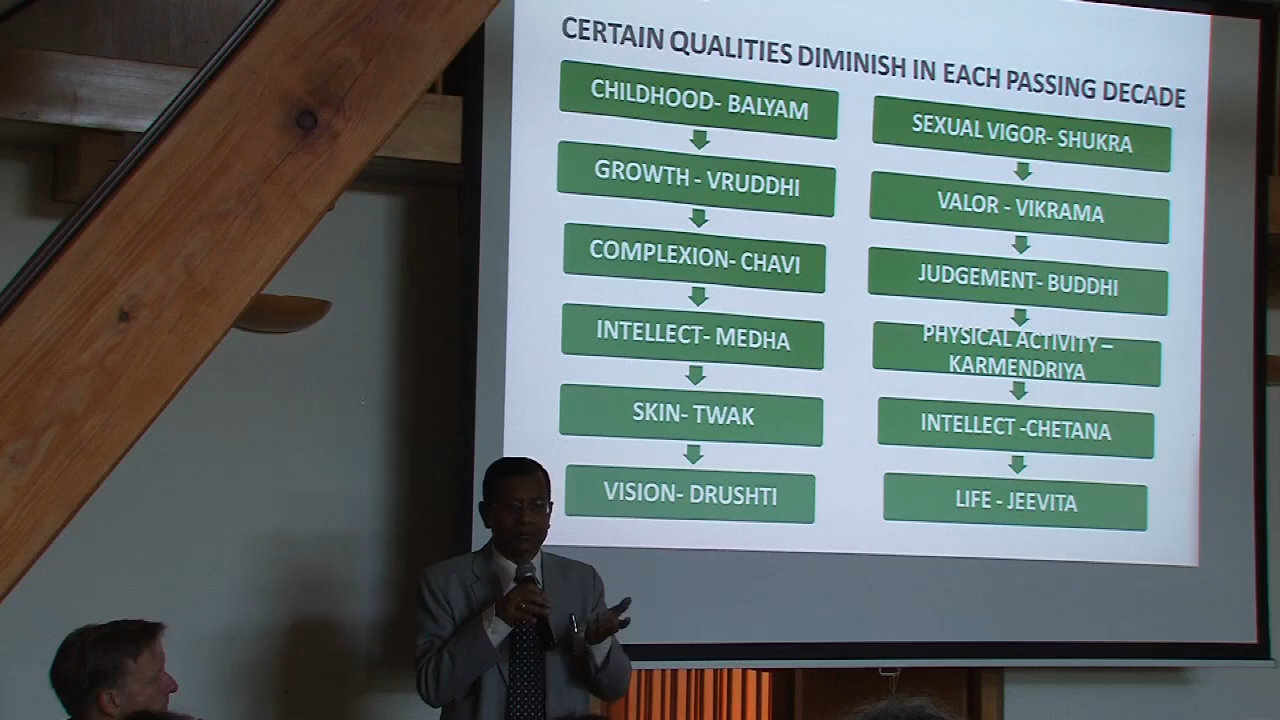 CERTAIN QUALITIES DIMINISH IN EACH PASSING DECADE
CHILDHOOD- BALYAM
GROWTH - VRUDDHI
COMPLEXION- CHAVI
INTELLECT- MEDHA
SKIN- TWAK
VISION- DRUSHTI
SEXUAL VIGOR- SHUKRA
VALOR - VIKRAMA
JUDGEMENT- BUDDHI
PHYSICAL ACTIVITY –
KARMENDRIYA
INTELLECT -CHETANA
LIFE - JEEVITA